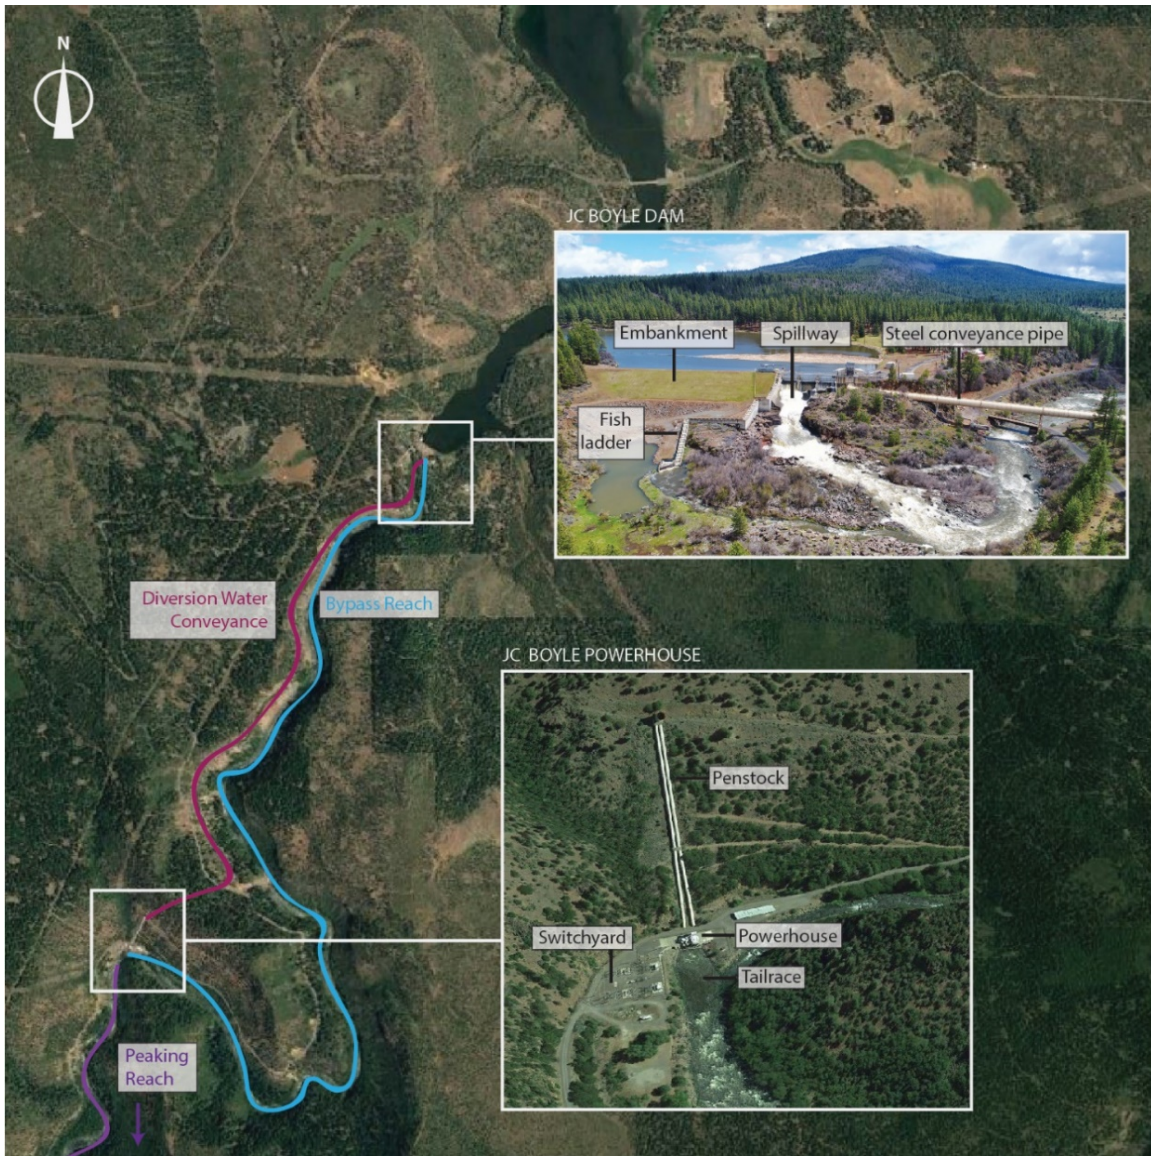 N
JC BOYLE DAM
Embankment
Spillway
Steel conveyance pipe
Fish
ladder
Diversion Water
Conveyance
Bypass Reach
JC BOYLE POWERHOUSE
Penstock
Switchyard
Powerhouse
Tailrace
Peaking
Reach